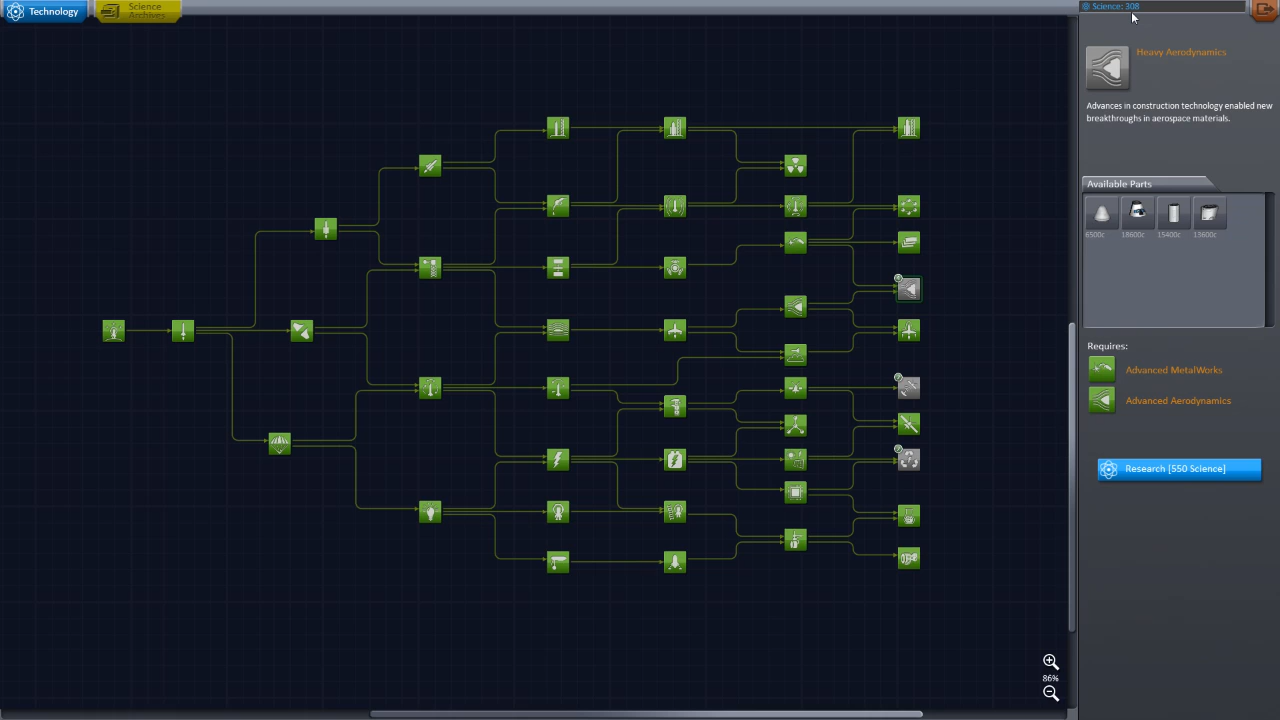 Technology
Science
Archives
Science: 308
Heavy Aerodynamics
Advances in construction technology enabled new
breakthroughs in aerospace materials.
Available Parts
6500c 18600c 15400c 13600c
Requires:
Advanced MetalWorks
Advanced Aerodynamics
Research [550 Science]
86%